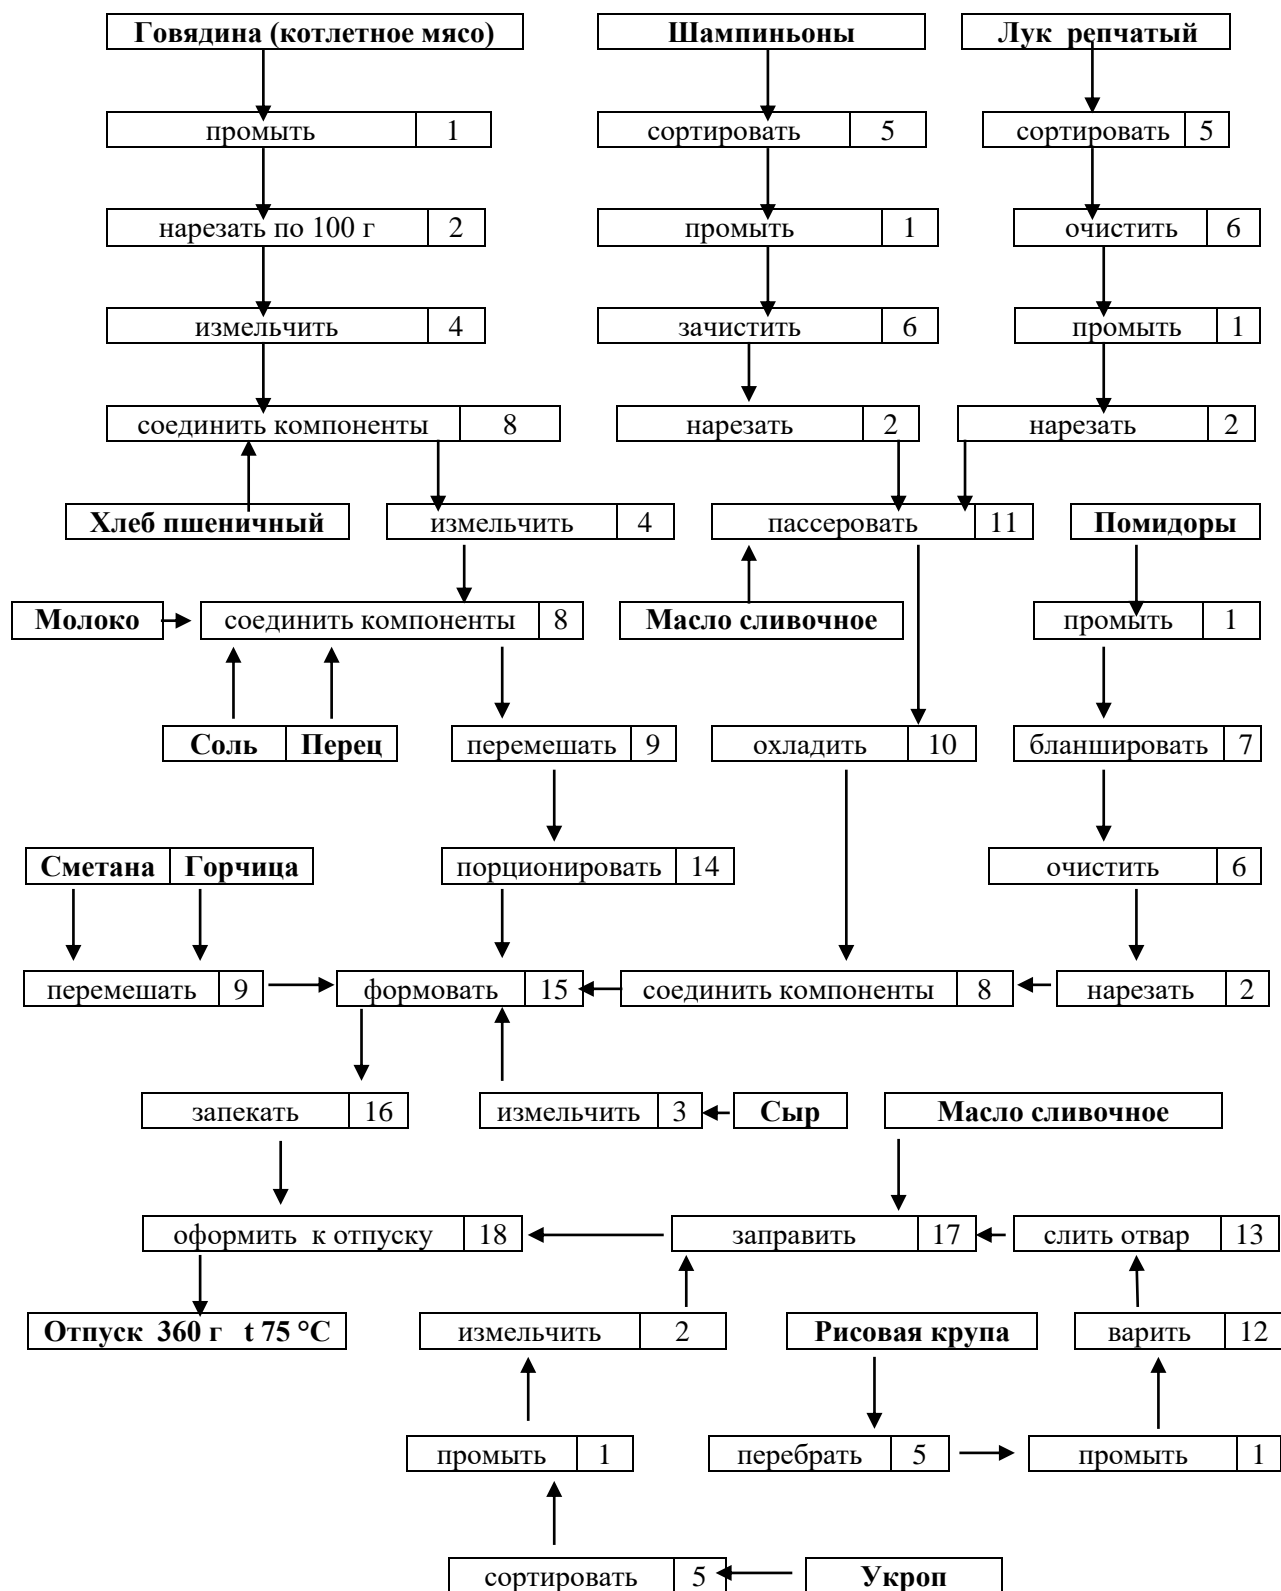 Говядина (котлетное мясо) Шампиньоны Лук репчатый
промыть 1 сортировать 5 сортировать 5
нарезать по 100 г 2 промыть 1 очистить 6
измельчить 4 зачистить 6 промыть 1
соединить компоненты 8 нарезать 2 нарезать 2
Хлеб пшеничный измельчить 4 пассеровать 11 Помидоры
Молоко соединить компоненты 8 Масло сливочное промыть 1
Соль Перец перемешать 9 охладить 10 бланшировать 7
Сметана Горчица порционировать 14 очистить 6
перемешать 9 формовать 15 соединить компоненты 8 нарезать 2
запекать 16 измельчить 3 Сыр Масло сливочное
оформить к отпуску 18 заправить 17 слить отвар 13
Отпуск 360 г t 75 °С измельчить 2 Рисовая крупа варить 12
промыть 1 перебрать 5 промыть 1
сортировать 5 Укроп